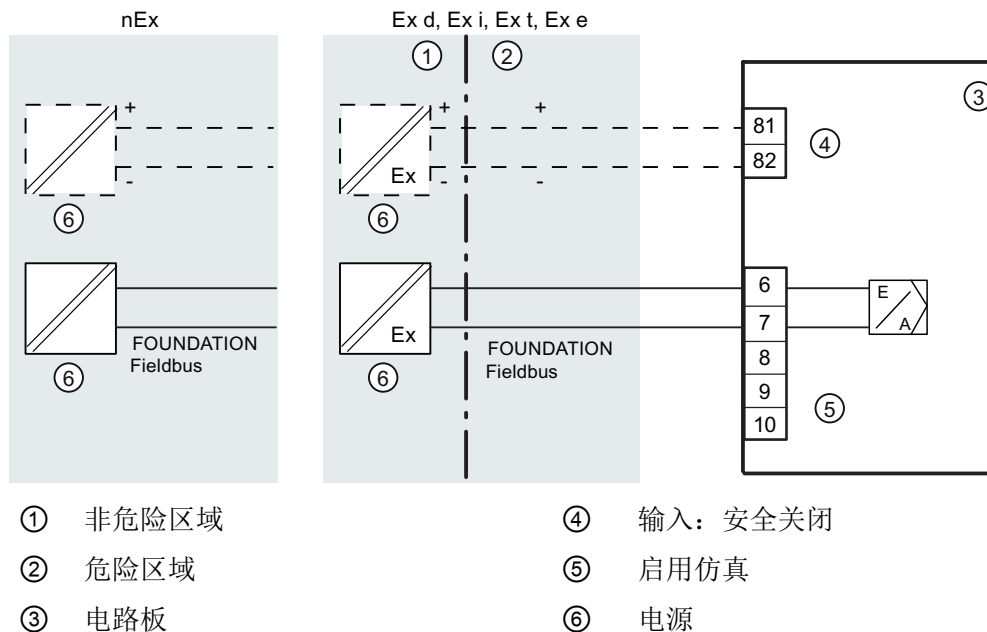 nEx
Ex d, Ex i, Ex t, Ex e
① ②
③
+
+ +
81
④
82
- Ex - -
⑥ ⑥
6
E
7
A
Ex
FOUNDATION
Fieldbus
FOUNDATION
Fieldbus
8
⑥ ⑥
9
⑤
10
① 非危险区域
④ 输入：安全关闭
② 危险区域
⑤ 启用仿真
③ 电路板
⑥ 电源